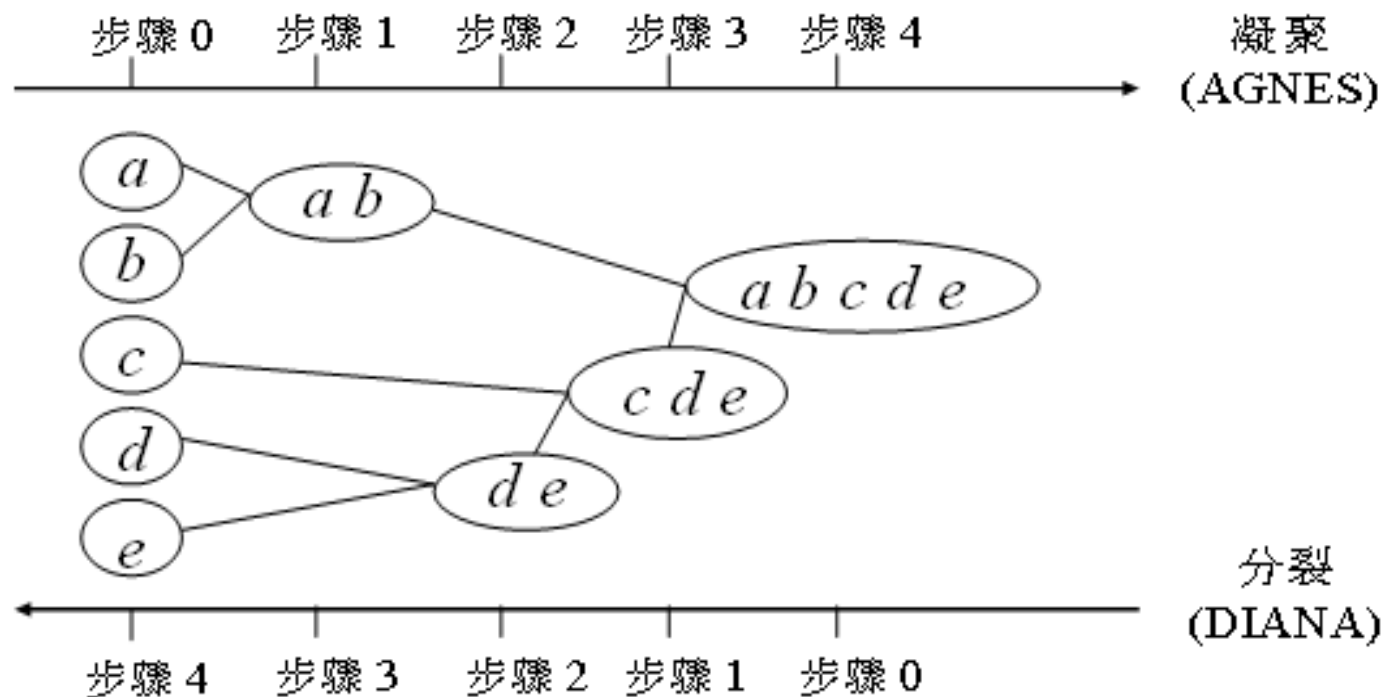 步骤 0 步骤 1 步骤 2 步骤 3 步骤 4 凝聚
(AGNES)
a
a b
b
a b c d e
c
c d e
d
d e
e
分裂
(DIANA)
步骤 4 步骤 3 步骤 2 步骤 1 步骤 0